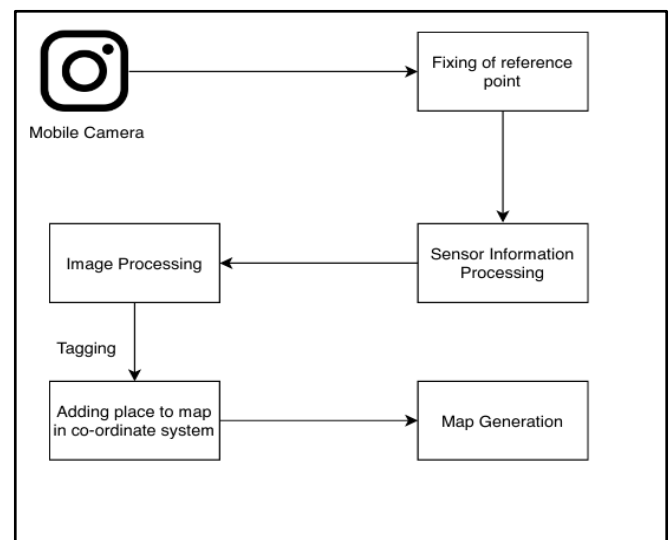 Fixing of reference
point
Mobile Camera
Image Processing
Sensor Information
Processing
Tagging
Adding place to map
in co-ordinate system
Map Generation